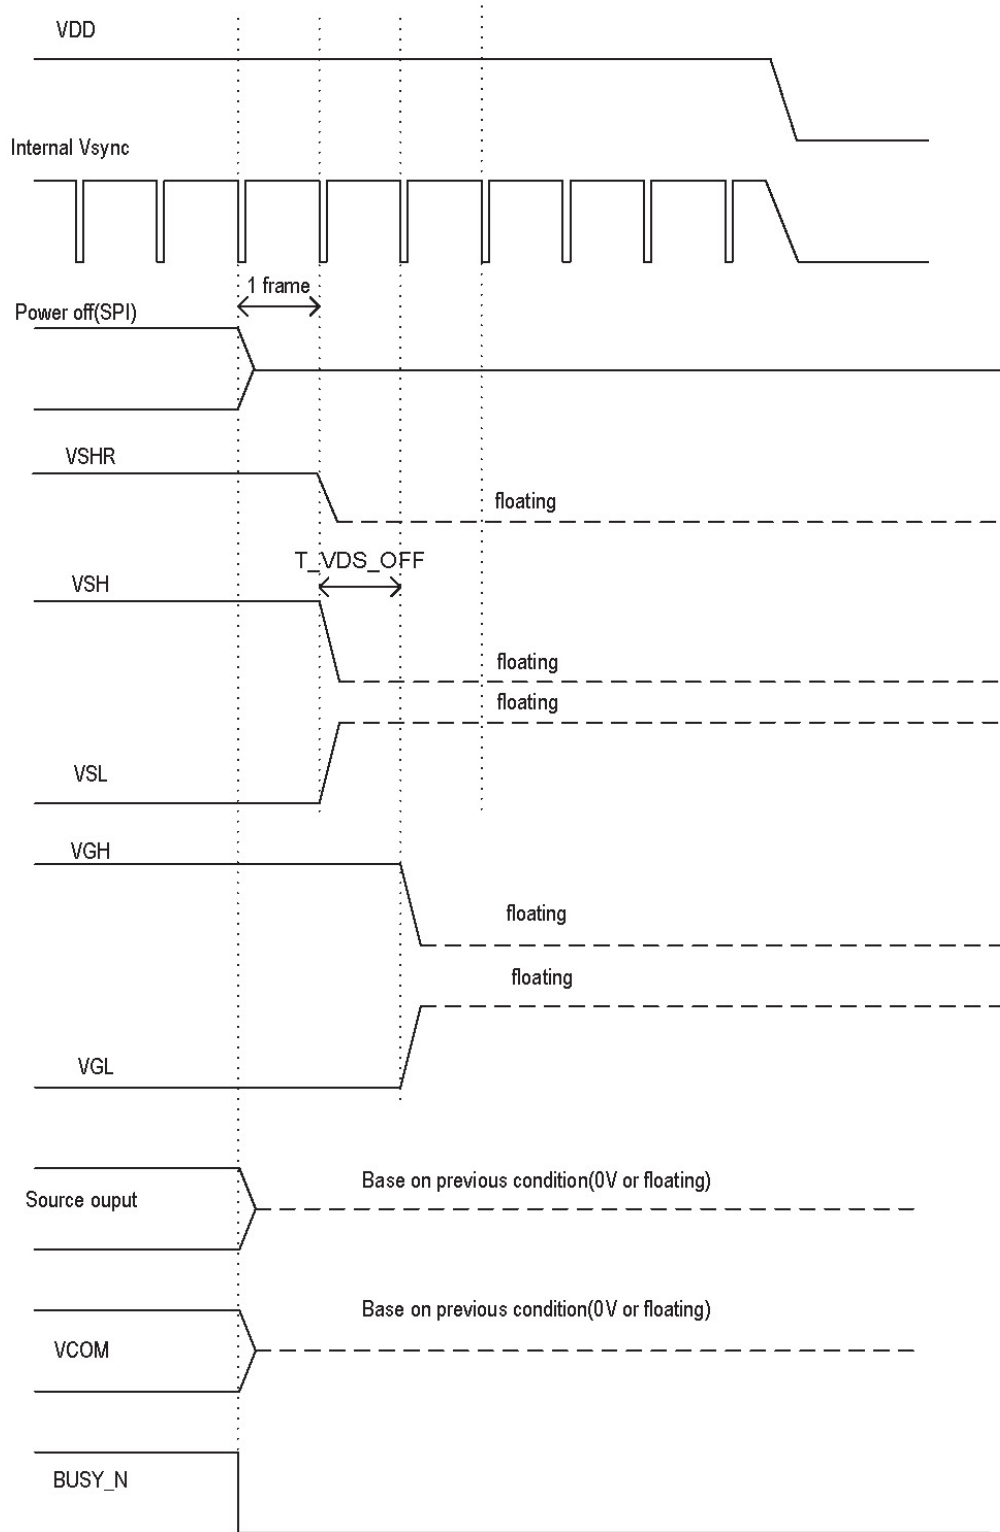 VDD
Internal Vsync
1 frame
Power off(SPI)
VSHR
floating
T_VDS_OFF
VSH
floating
floating
VSL
VGH
floating
floating
VGL
Base on previous condition(0V or floating)
Source ouput
Base on previous condition(0V or floating)
VCOM
BUSY_N